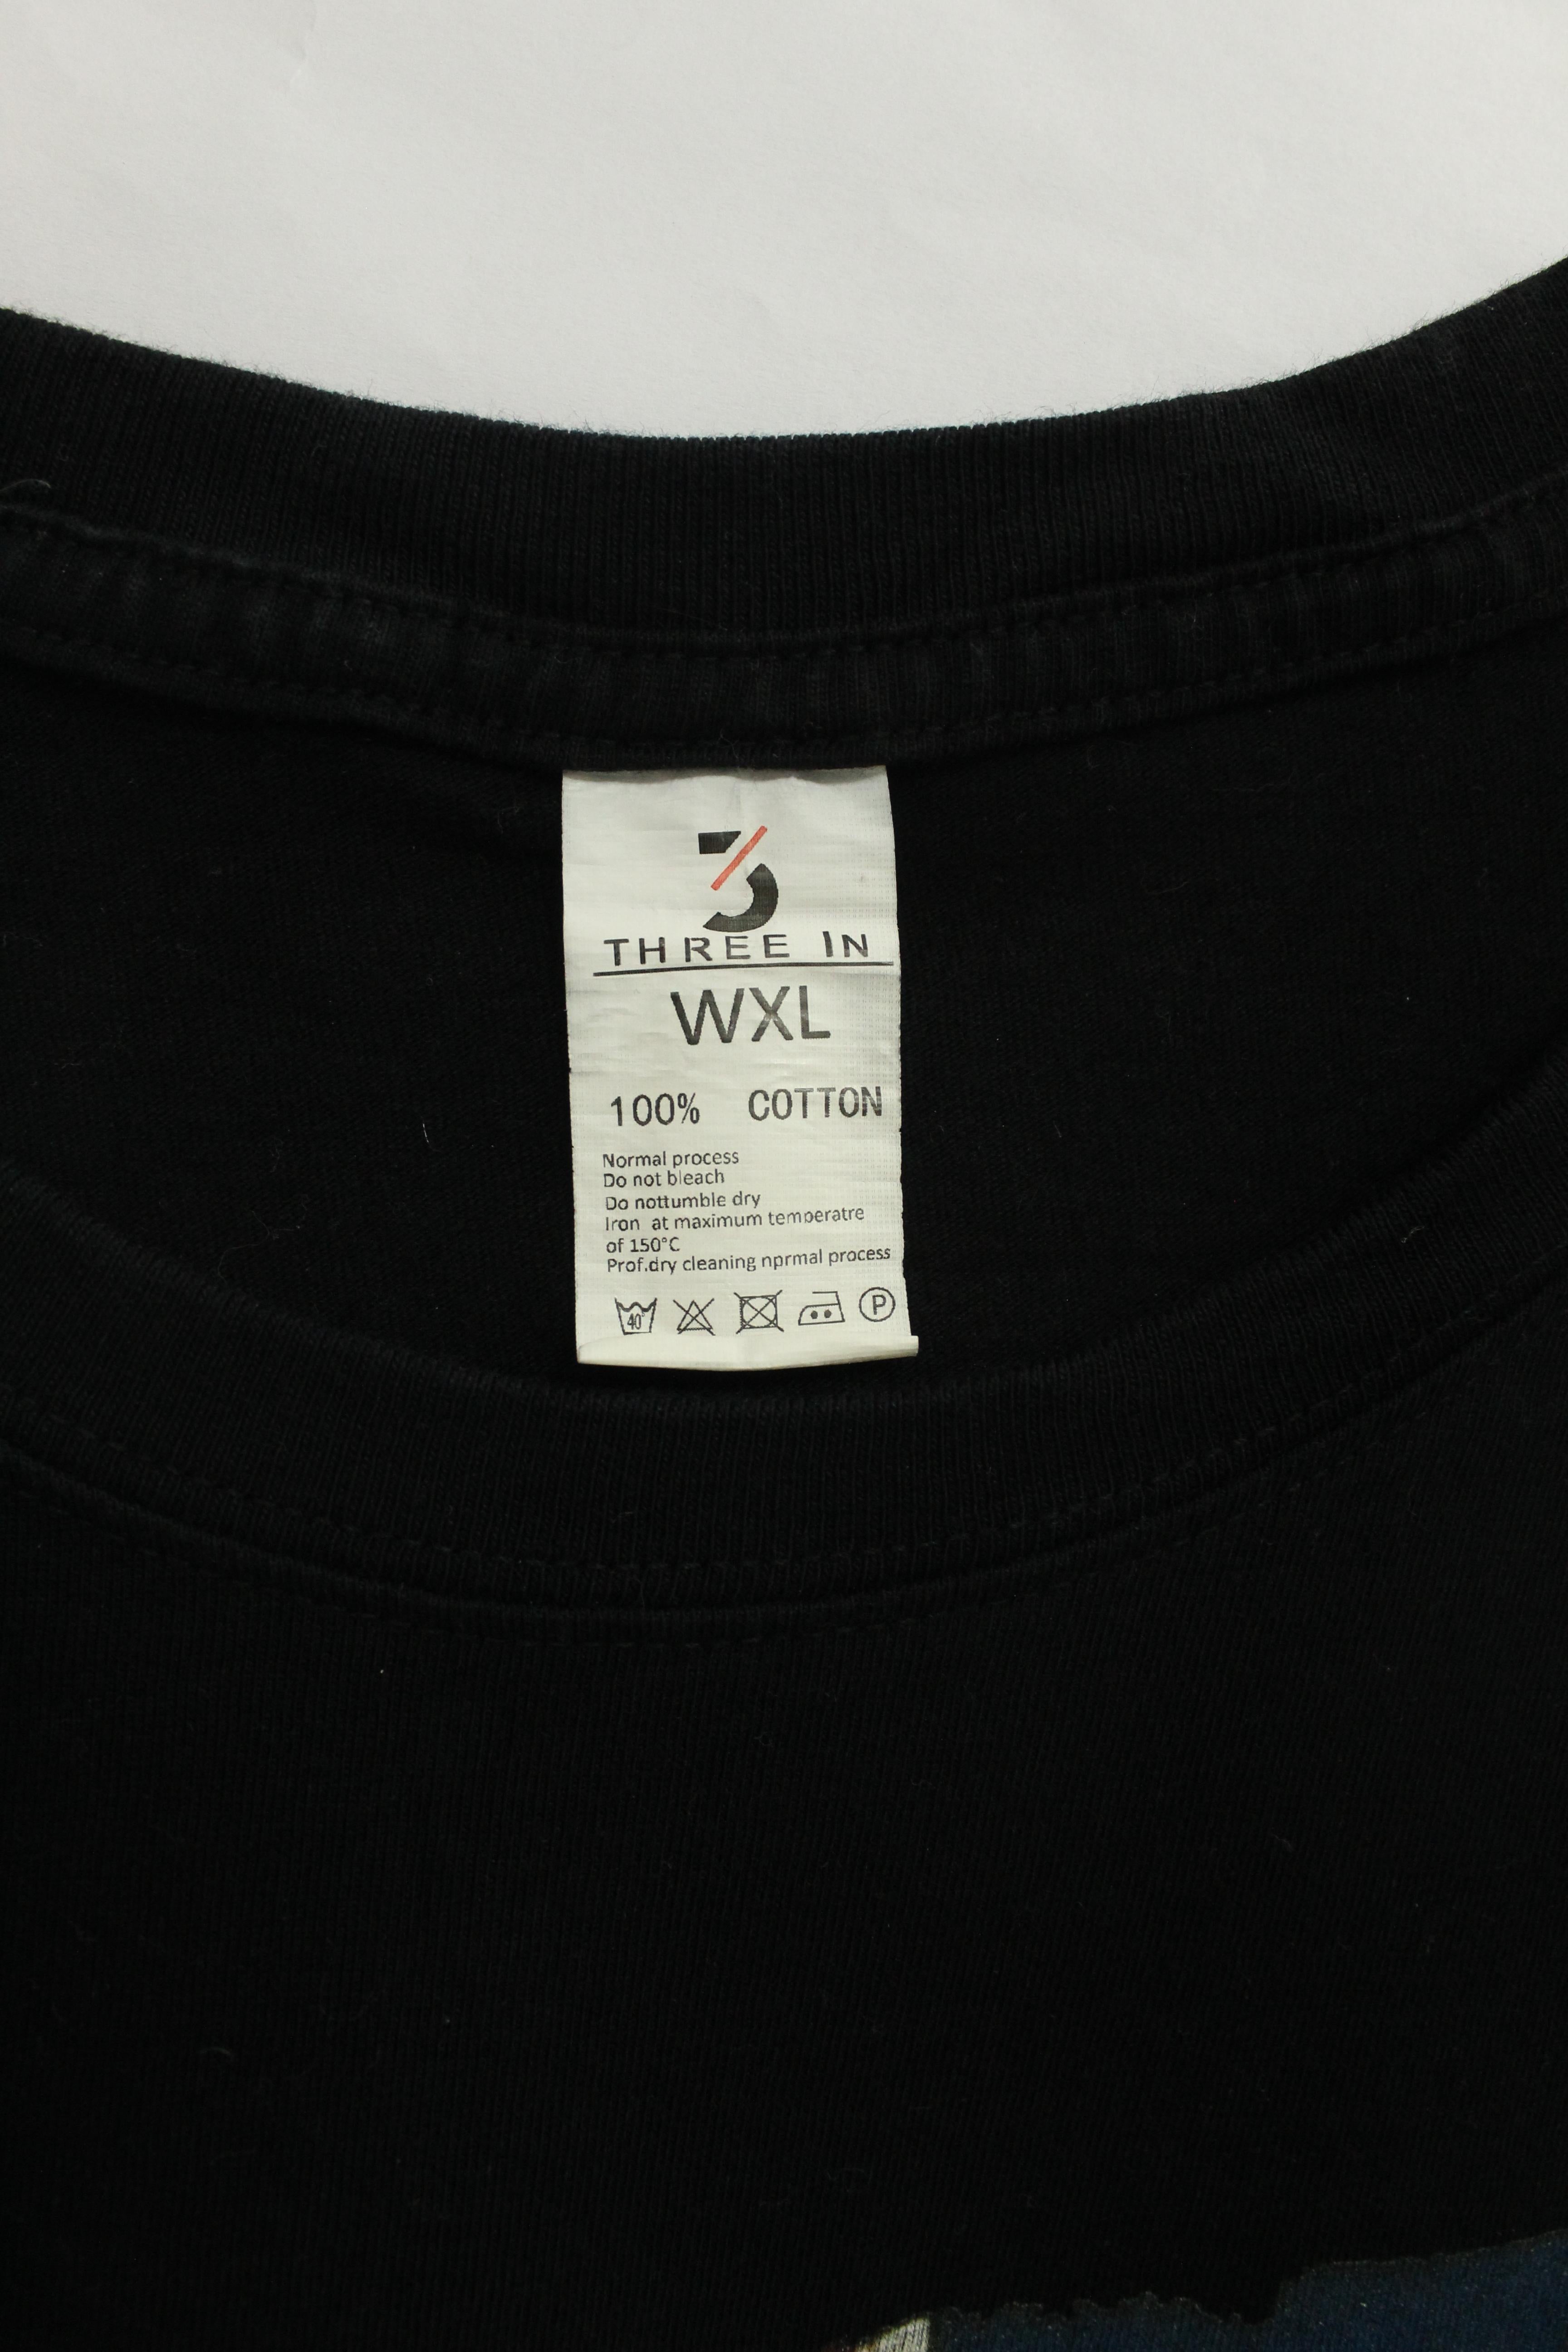 3
THREE IN
WXL
100% COTTON
Normal process
Do not bleach
Do nottumble dry
Iron at maximum temperatre
of 150°C
Prof.dry cleaning nprmal process
40° P